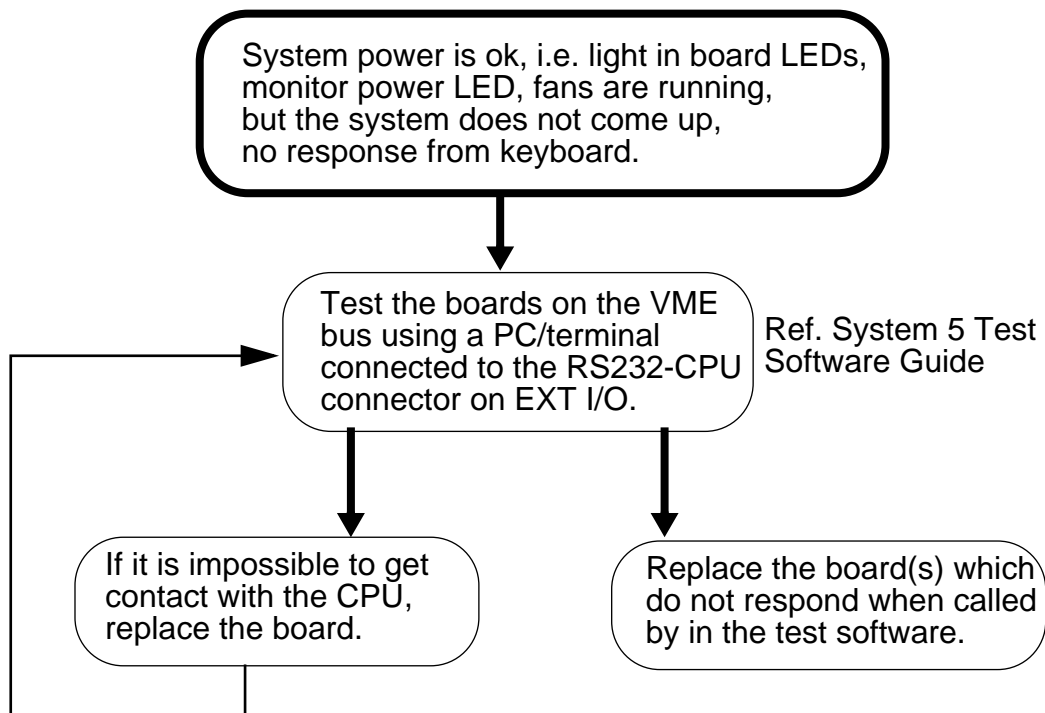 System power is ok, i.e. light in board LEDs,
monitor power LED, fans are running,
but the system does not come up,
no response from keyboard.
Test the boards on the VME
bus using a PC/terminal
connected to the RS232-CPU
connector on EXT I/O.
Ref. System 5 Test
Software Guide
If it is impossible to get
contact with the CPU,
replace the board.
Replace the board(s) which
do not respond when called
by in the test software.